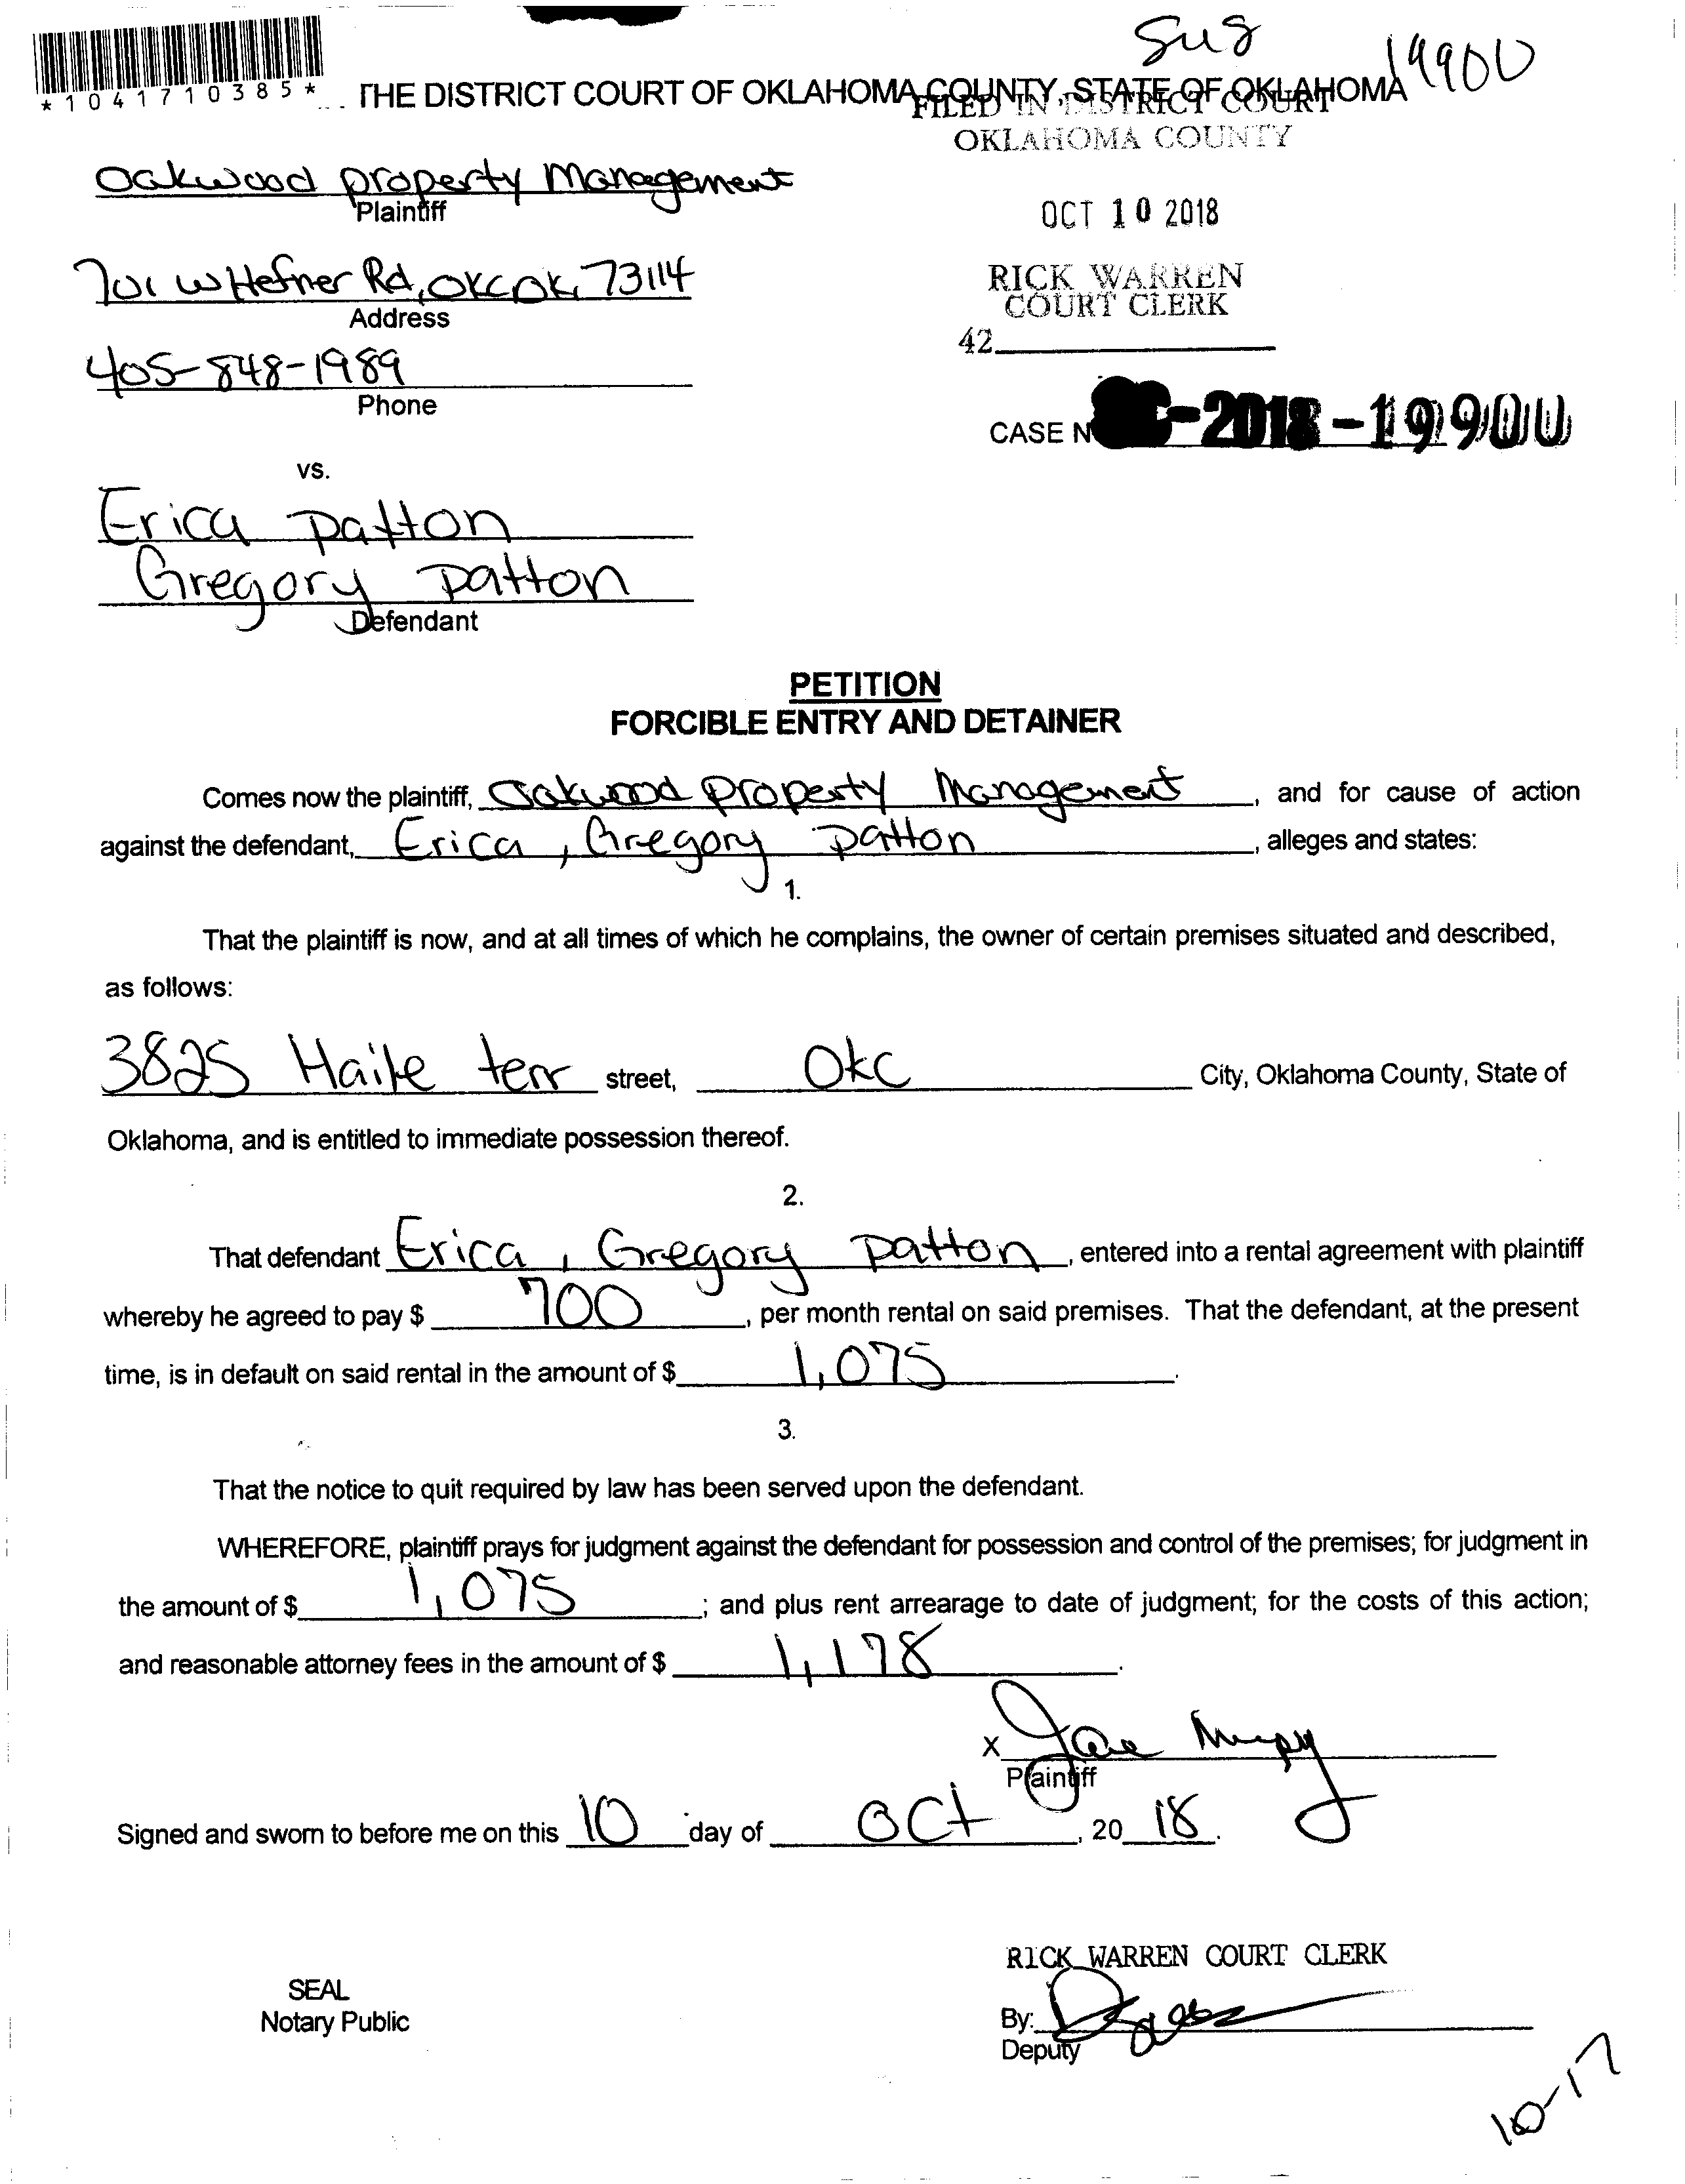 Sus
19900
*1041710385*
THE DISTRICT COURT OF OKLAHOMA COUNTY, STATE OF OKLAHOMA
FILED IN DISTRICT COURT
OKLAHOMA COUNTY
Oakwood property Management
Plaintiff
OCT 10 2018
701 W Hefner Rd, OKC OK, 73114
Address
RICK WARREN
COURT CLERK
42
405-848-1989
Phone
CASE N -2018-19900
vs.
Erica Patton
Gregory Patton
Defendant
PETITION
FORCIBLE ENTRY AND DETAINER
Comes now the plaintiff, Oakwood Property Management, and for cause of action
against the defendant, Erica, Gregory Patton, alleges and states:
1.
That the plaintiff is now, and at all times of which he complains, the owner of certain premises situated and described,
as follows:
3825 terr street, OKC City, Oklahoma County, State of
Oklahoma, and is entitled to immediate possession thereof.
2.
That defendant Erica, Gregory Patton, entered into a rental agreement with plaintiff
whereby he agreed to pay $ 700, per month rental on said premises. That the defendant, at the present
time, is in default on said rental in the amount of $ 1,075.
3.
That the notice to quit required by law has been served upon the defendant.
WHEREFORE, plaintiff prays for judgment against the defendant for possession and control of the premises; for judgment in
the amount of $ 1,075; and plus rent arrearage to date of judgment; for the costs of this action;
and reasonable attorney fees in the amount of $ 1,178.
X
Plaintiff
Signed and sworn to before me on this 10 day of Oct, 20 18.
RICK WARREN COURT CLERK
SEAL
Notary Public
By:
Deputy
10-17